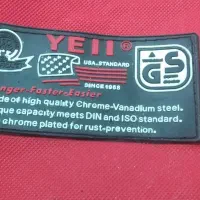 YEII®
USA.STANDARD
GS
SINCE
nger-Faster-Easier
de of high quality Chrome-Vanadium steel.
que capacity meets DIN and ISO standard.
chrome plated for rust-prevention.